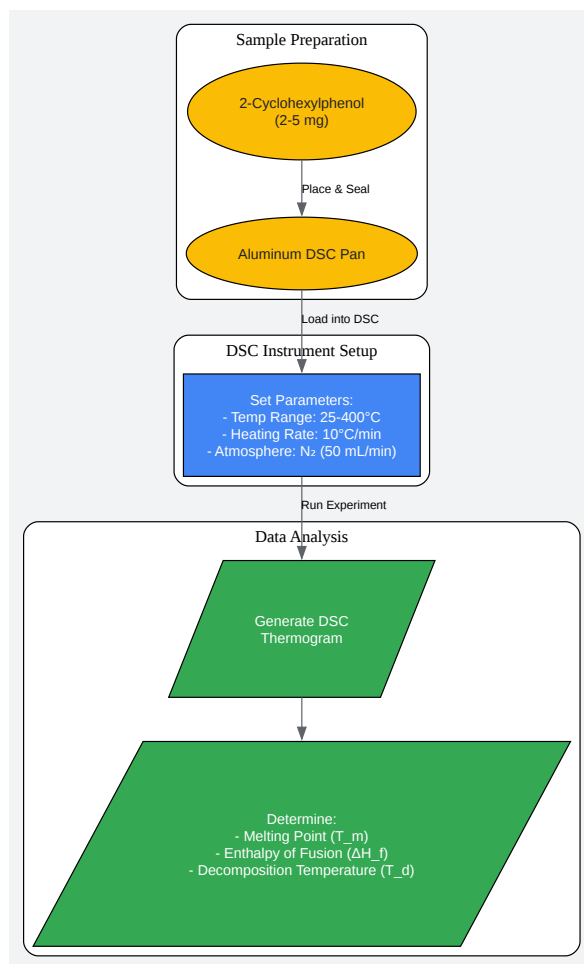 Sample Preparation
2-Cyclohexylphenol
(2-5 mg)
Place & Seal
Aluminum DSC Pan
Load into DSC
DSC Instrument Setup
Set Parameters:
- Temp Range: 25-400°C
- Heating Rate: 10°C/min
- Atmosphere: N₂ (50 mL/min)
Run Experiment
Data Analysis
Generate DSC
Thermogram
Determine:
- Melting Point (T_m)
- Enthalpy of Fusion (ΔH_f)
- Decomposition Temperature (T_d)